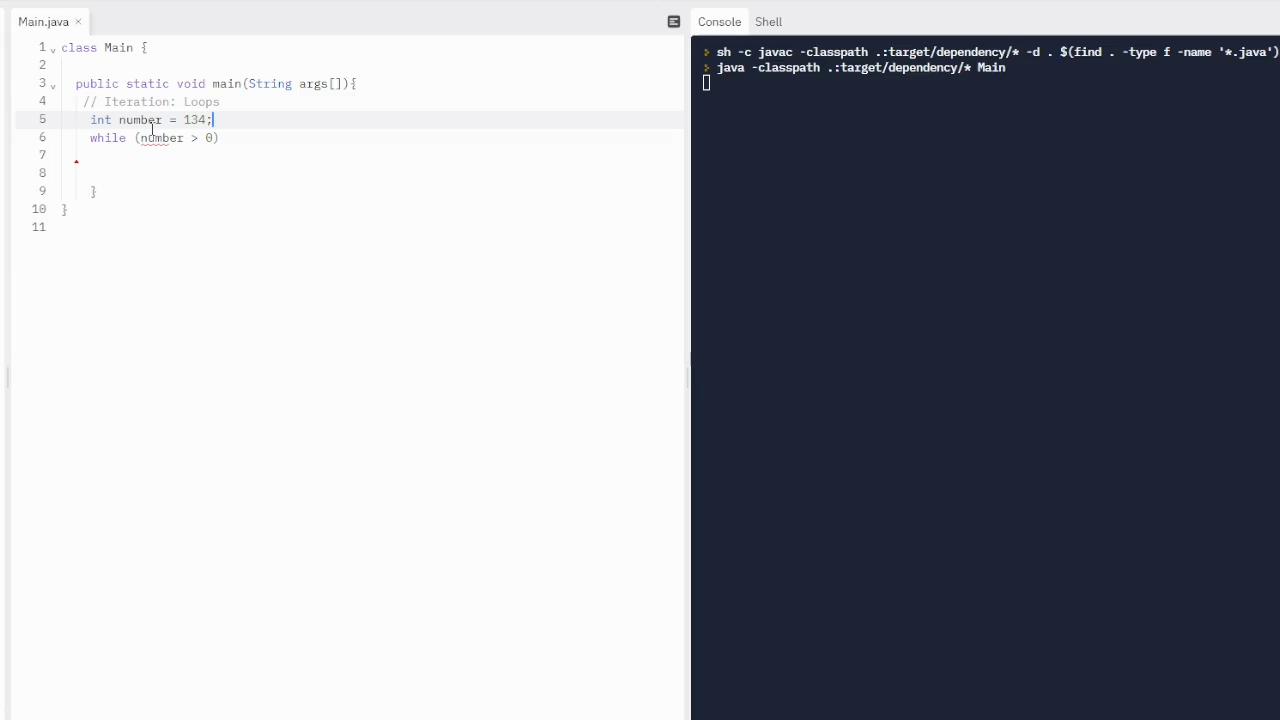 Main.java ×
Console Shell
1 class Main {
2
3 public static void main(String args[]){
4 // Iteration: Loops
5 int number = 134;
6 while (number > 0)
7
8
9 }
10 }
11
sh -c javac -classpath .:target/dependency/* -d . $(find . -type f -name '*.java')
java -classpath .:target/dependency/* Main